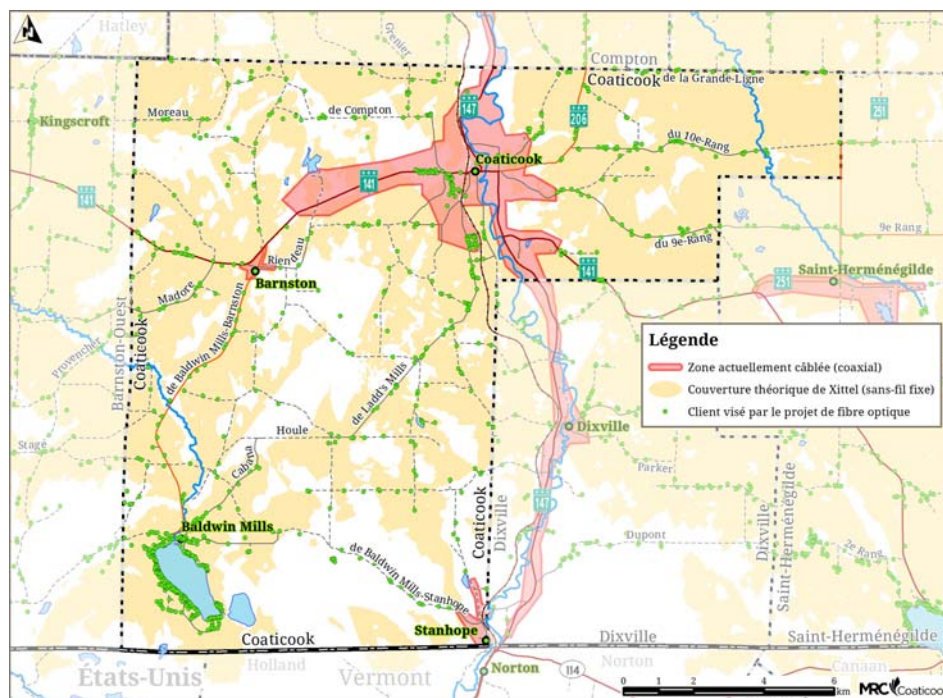 N
Hatley
Grenier
Compton
Coaticook
de la Grande-Ligne
251
147
206
Moreau
de Compton
Kingscroft
du 10e-Rang
Coaticook
141
141
9e Rang
du 9e-Rang
Riendeau
Barnston
141
Saint-Herménégilde
251
Madore
Barnston-Ouest
Coaticook
Provencher
de Baldwin Mills-Barnston
Légende
Zone actuellement câblée (coaxial)
Couverture théorique de Xittel (sans-fil fixe)
Client visé par le projet de fibre optique
de Ladd's Mills
Houle
Dixville
Stage
Cabana
Parker
147
Coaticook
Dixville
Dixville
Saint-Herménégilde
Baldwin Mills
Dupont
2e Rang
de Baldwin Mills-Stanhope
Stanhope
Coaticook
Dixville
Saint-Herménégilde
États-Unis
Holland
Vermont
Norton
114
Norton
Canaan
0 1 2 4 6
km
MRC Coaticook